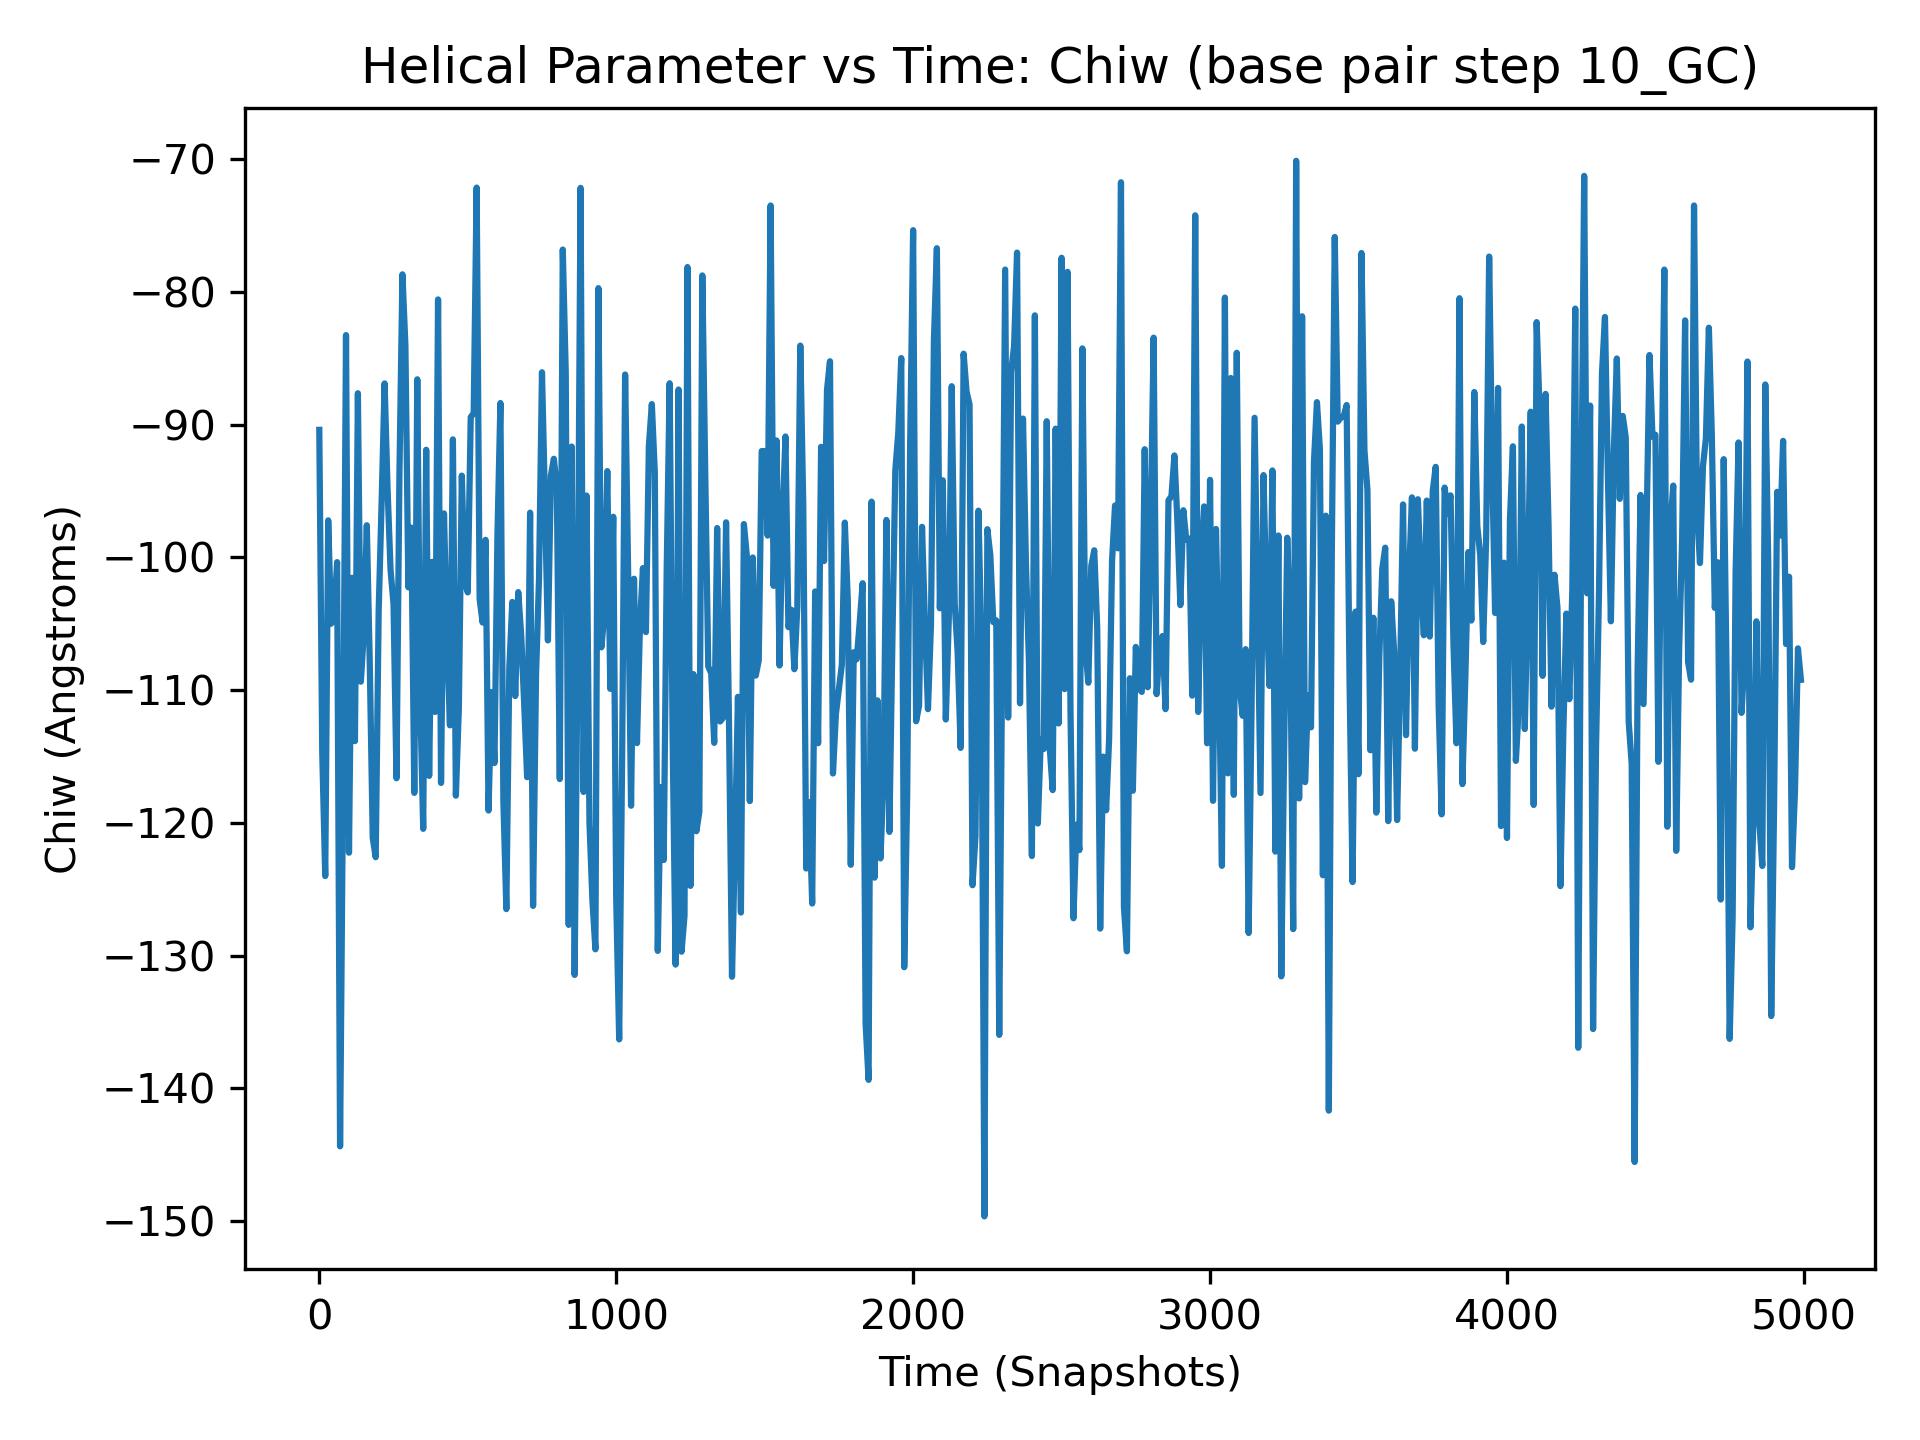 Helical Parameter vs Time: Chiw (base pair step 10_GC)
Chiw (Angstroms)
−70
−80
−90
−100
−110
−120
−130
−140
−150
0 1000 2000 3000 4000 5000
Time (Snapshots)